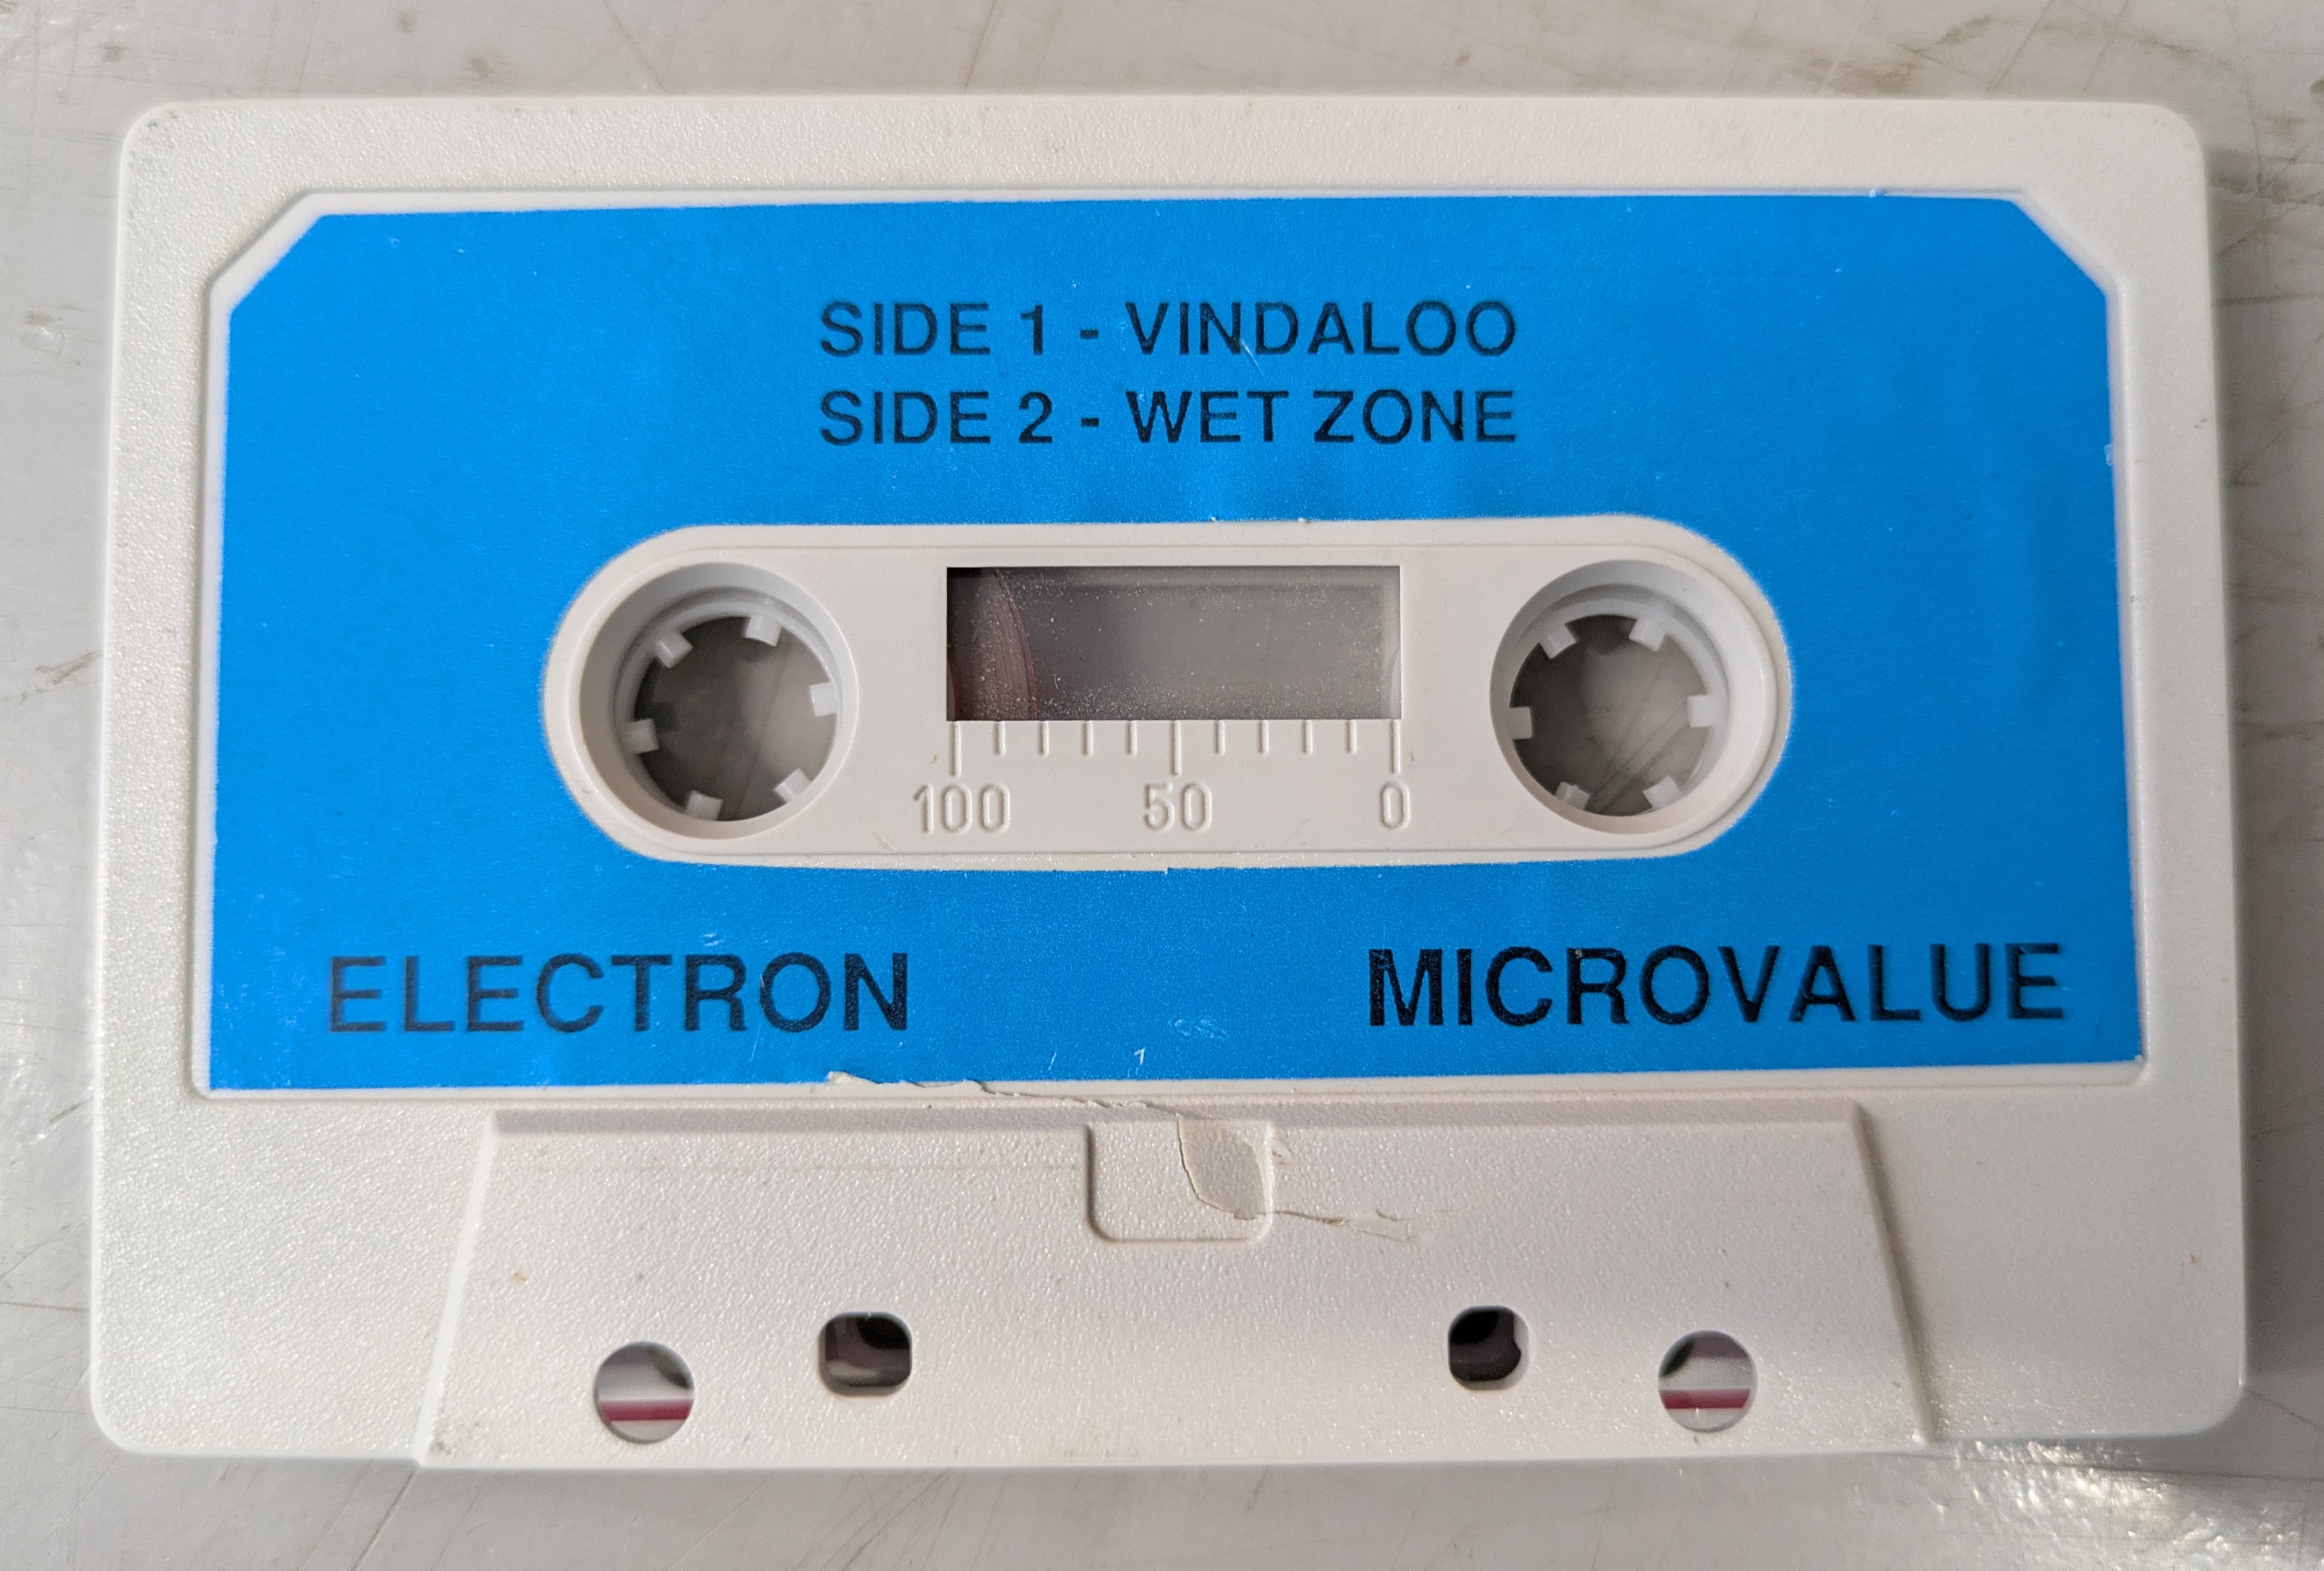 SIDE 1 - VINDALOO
SIDE 2 - WET ZONE
100 50 0
ELECTRON MICROVALUE